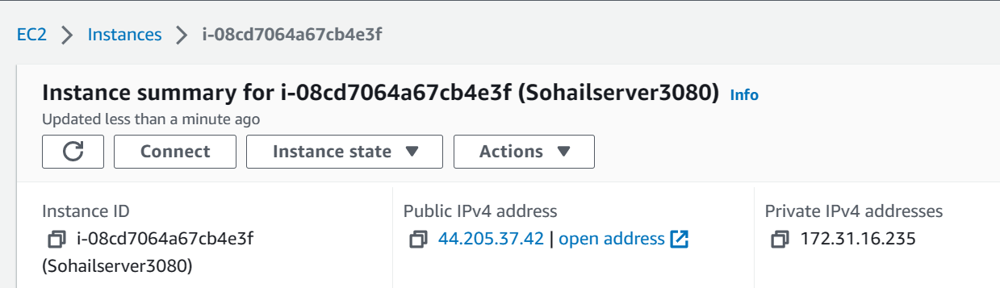 EC2 > Instances > i-08cd7064a67cb4e3f
Instance summary for i-08cd7064a67cb4e3f (Sohailserver3080) Info
Updated less than a minute ago
Connect Instance state ▼ Actions ▼
Instance ID
i-08cd7064a67cb4e3f
(Sohailserver3080)
Public IPv4 address
44.205.37.42 | open address
Private IPv4 addresses
172.31.16.235